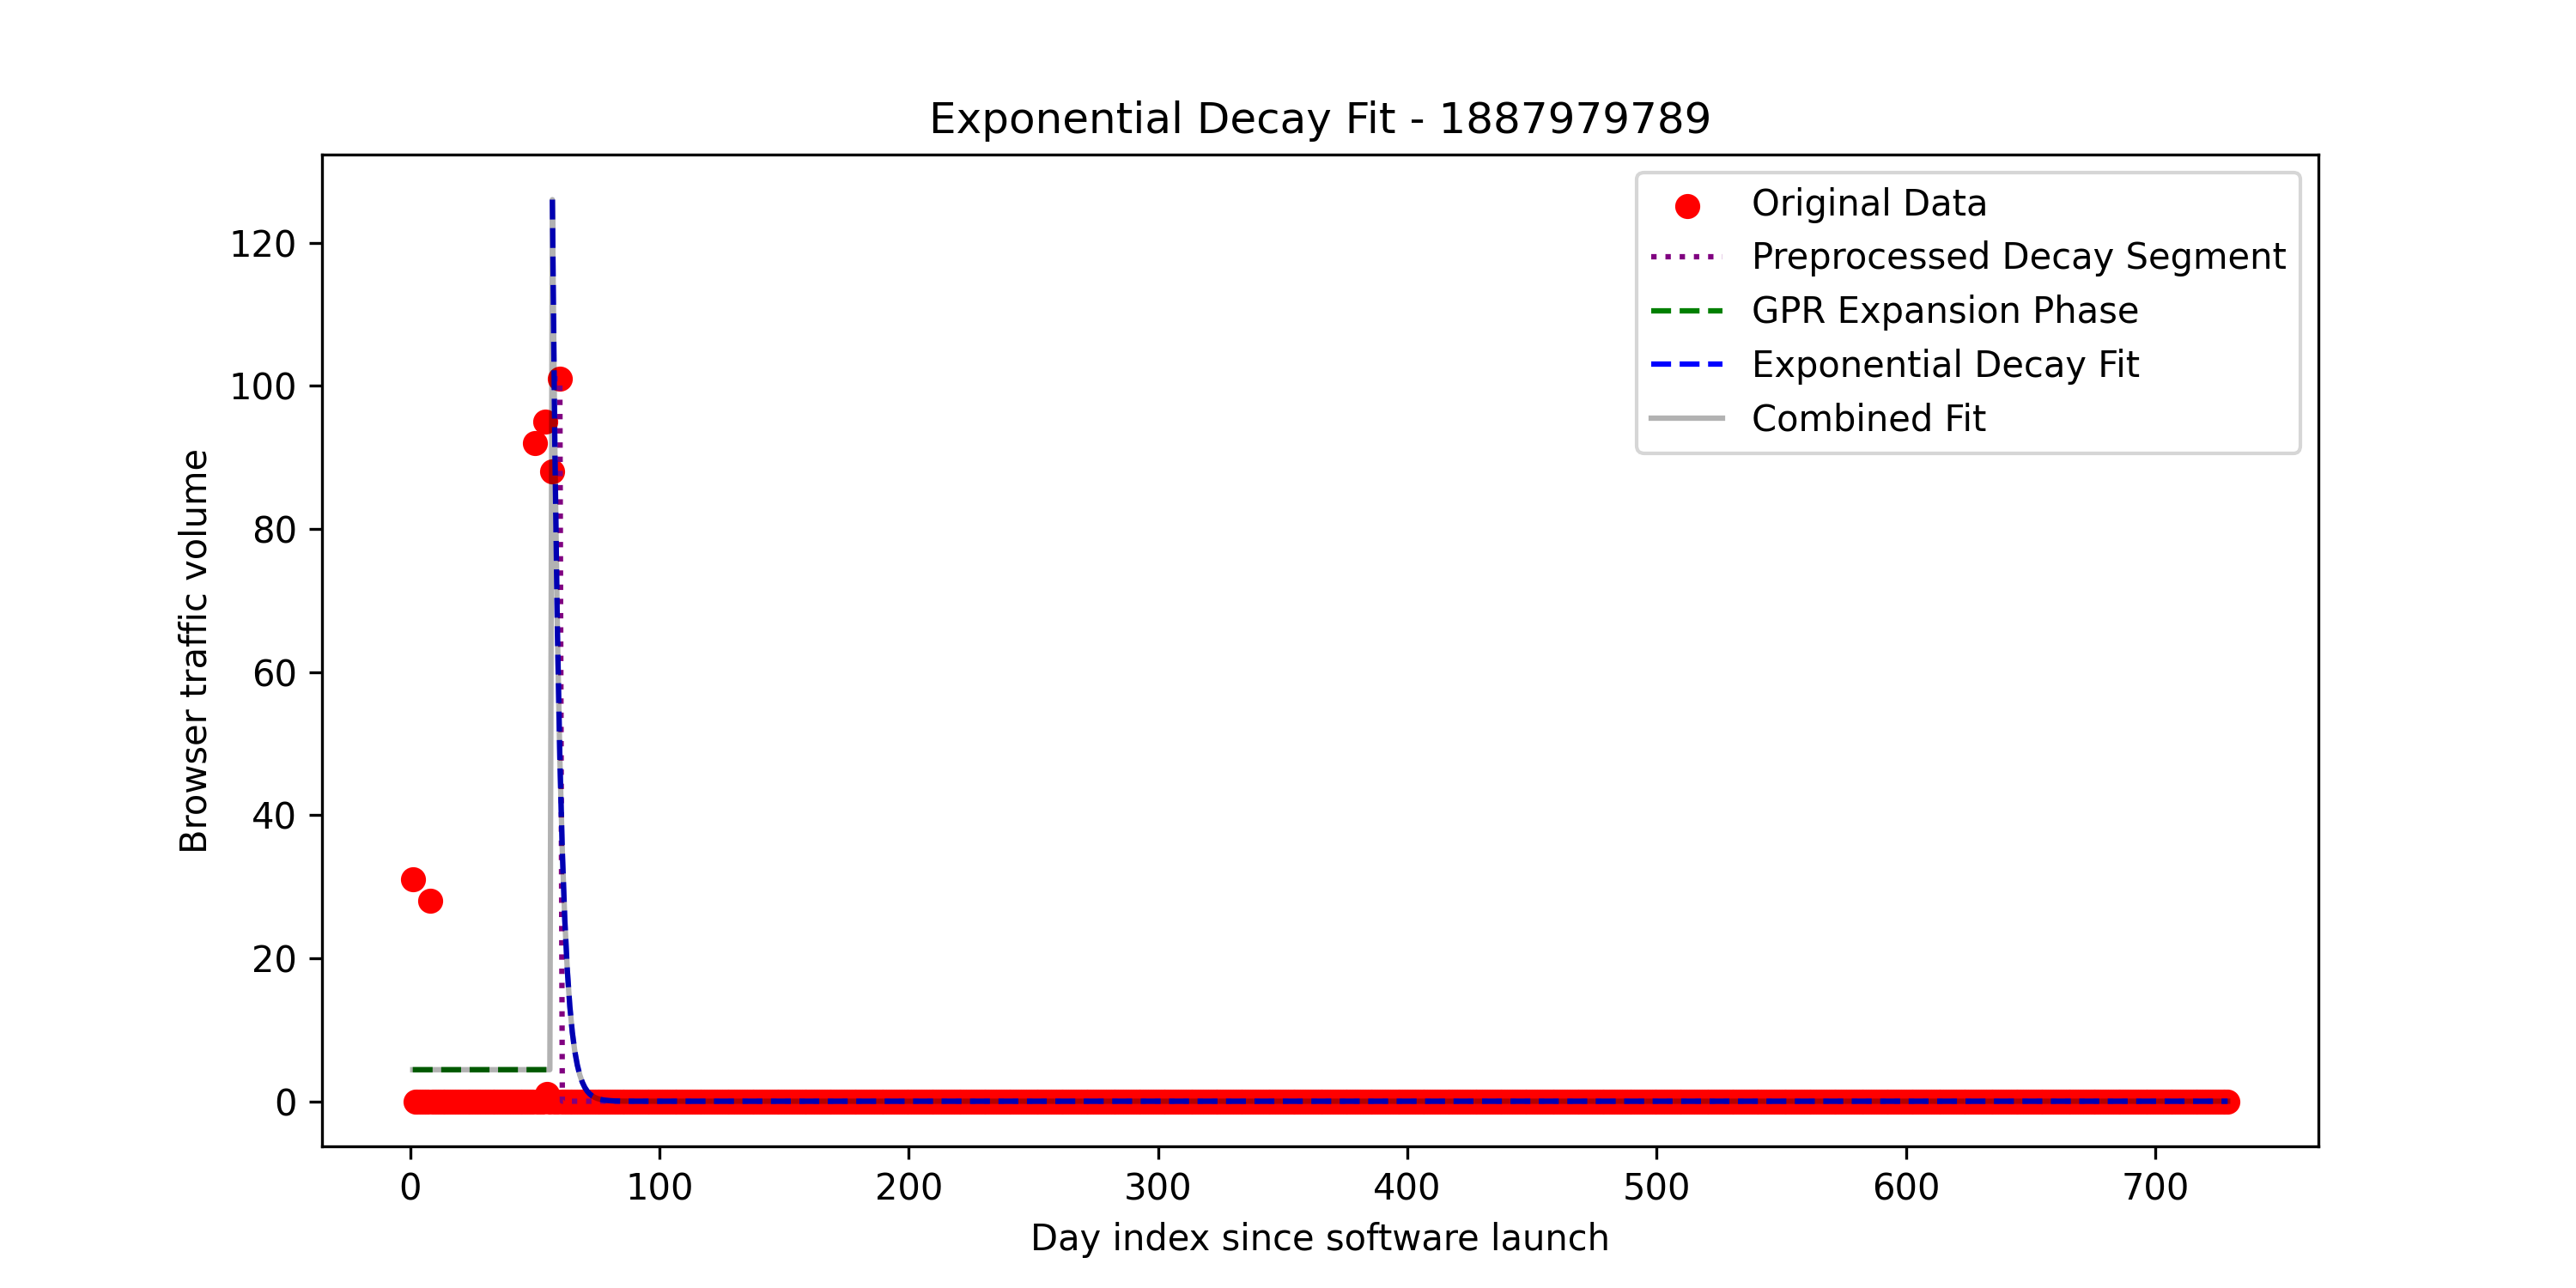 Exponential Decay Fit - 1887979789
Original Data
Preprocessed Decay Segment
GPR Expansion Phase
Exponential Decay Fit
Combined Fit
Browser traffic volume
120
100
80
60
40
20
0
0 100 200 300 400 500 600 700
Day index since software launch